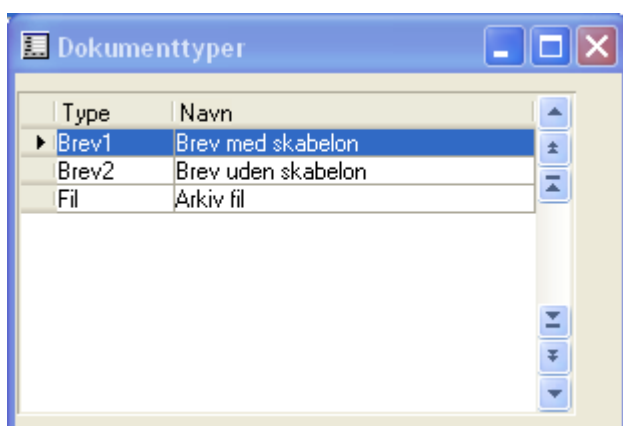 Dokumenttyper
Type Navn
Brev1 Brev med skabelon
Brev2 Brev uden skabelon
Fil Arkiv fil